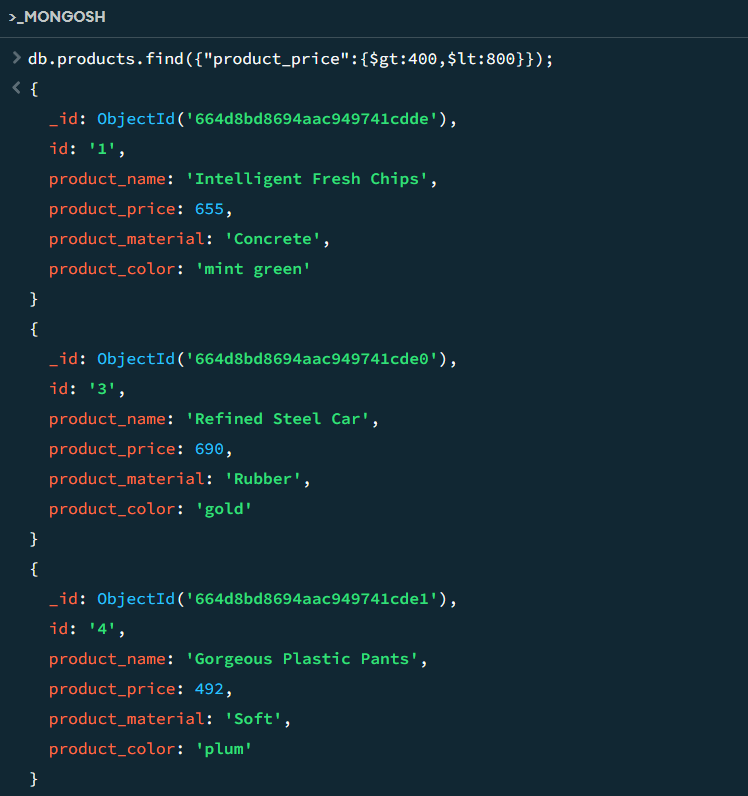 >_MONGOSH
> db.products.find({"product_price":{$gt:400,$lt:800}});
< {
_id: ObjectId('664d8bd8694aac949741cdde'),
id: '1',
product_name: 'Intelligent Fresh Chips',
product_price: 655,
product_material: 'Concrete',
product_color: 'mint green'
}
{
_id: ObjectId('664d8bd8694aac949741cde0'),
id: '3',
product_name: 'Refined Steel Car',
product_price: 690,
product_material: 'Rubber',
product_color: 'gold'
}
{
_id: ObjectId('664d8bd8694aac949741cde1'),
id: '4',
product_name: 'Gorgeous Plastic Pants',
product_price: 492,
product_material: 'Soft',
product_color: 'plum'
}